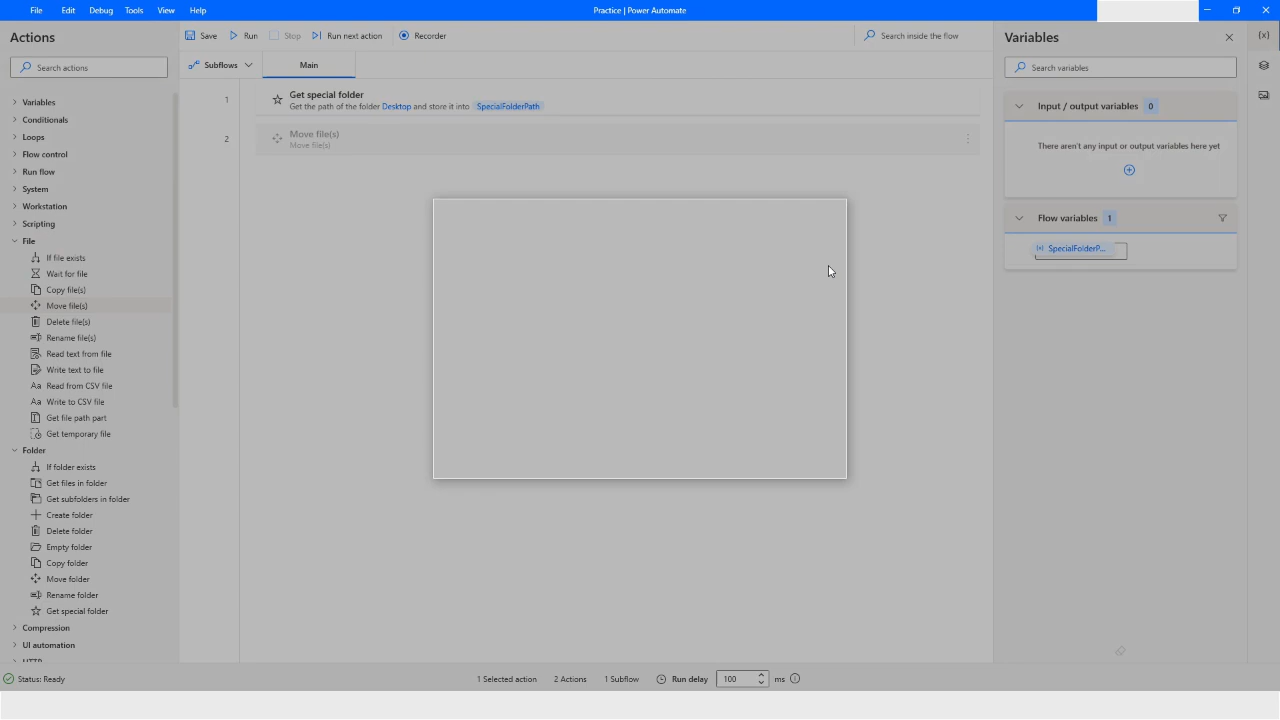 File Edit Debug Tools View Help
Practice | Power Automate
Actions
Search actions
Variables
Conditionals
Loops
Flow control
Run flow
System
Workstation
Scripting
File
If file exists
Wait for file
Copy file(s)
Move file(s)
Delete file(s)
Rename file(s)
Read text from file
Write text to file
Read from CSV file
Write to CSV file
Get file path part
Get temporary file
Folder
If folder exists
Get files in folder
Get subfolders in folder
Create folder
Delete folder
Empty folder
Copy folder
Move folder
Rename folder
Get special folder
Compression
UI automation
HTTP
Save Run Stop Run next action Recorder
Search inside the flow
Subflows Main
1 Get special folder
Get the path of the folder Desktop and store it into SpecialFolderPath
2 Move file(s)
Move file(s)
Variables
Search variables
Input / output variables 0
There aren't any input or output variables here yet
Flow variables 1
SpecialFolderP...
Status: Ready
1 Selected action 2 Actions 1 Subflow Run delay 100 ms